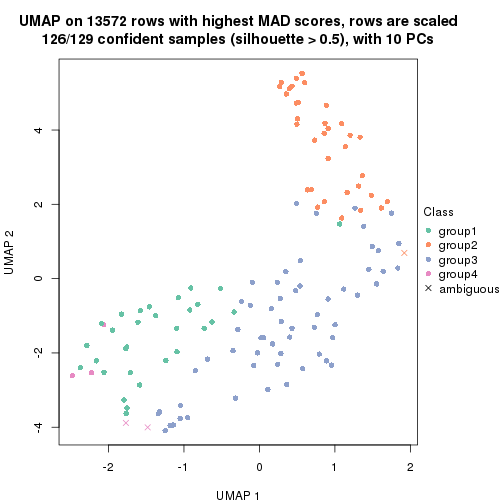 UMAP on 13572 rows with highest MAD scores, rows are scaled
126/129 confident samples (silhouette > 0.5), with 10 PCs
UMAP 2
4
2
0
-2
-4
-2
-1
0
1
2
UMAP 1
Class
group1
group2
group3
group4
ambiguous